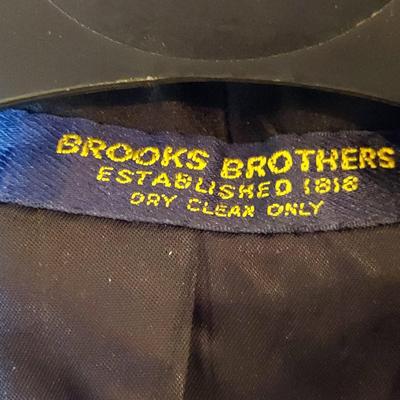 BROOKS BROTHERS
ESTABLISHED 1818
DRY CLEAN ONLY